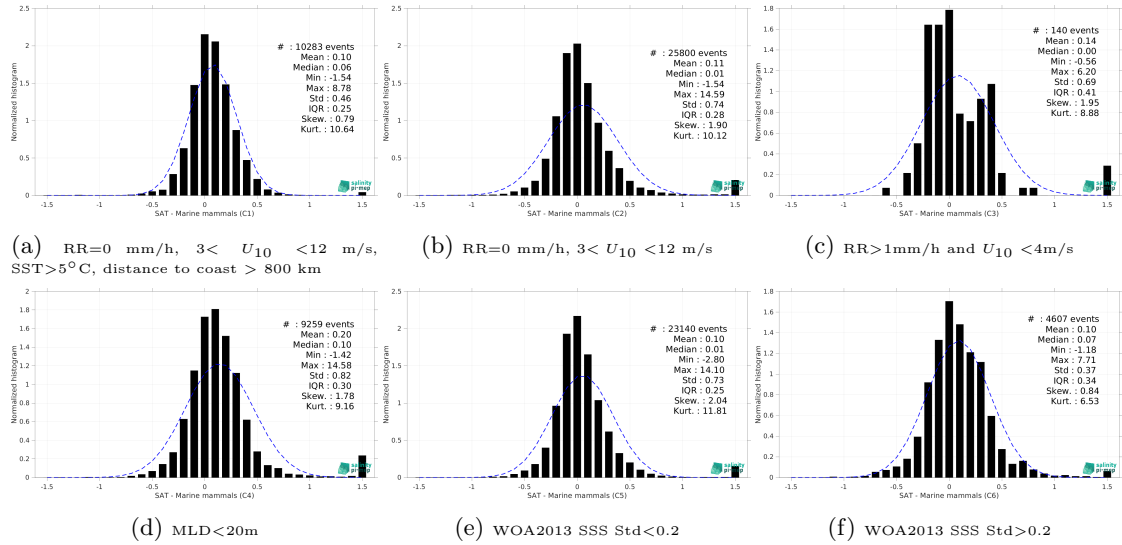 Normalized histogram
2.5
2
1.5
1
0.5
0
-1.5 -1 -0.5 0 0.5 1 1.5
SAT - Marine mammals (C1)
# : 10283 events
Mean : 0.10
Median : 0.06
Min : -1.54
Max : 8.78
Std : 0.46
IQR : 0.25
Skew. : 0.79
Kurt. : 10.64
salinity
pi-mep
(a) RR=0 mm/h, 3< U10 <12 m/s,
SST>5°C, distance to coast > 800 km
Normalized histogram
2.5
2
1.5
1
0.5
0
-1.5 -1 -0.5 0 0.5 1 1.5
SAT - Marine mammals (C2)
# : 25800 events
Mean : 0.11
Median : 0.01
Min : -1.54
Max : 14.59
Std : 0.74
IQR : 0.28
Skew. : 1.90
Kurt. : 10.12
salinity
pi-mep
(b) RR=0 mm/h, 3< U10 <12 m/s
Normalized histogram
1.8
1.6
1.4
1.2
1
0.8
0.6
0.4
0.2
0
-1.5 -1 -0.5 0 0.5 1 1.5
SAT - Marine mammals (C3)
# : 140 events
Mean : 0.14
Median : 0.00
Min : -0.56
Max : 6.20
Std : 0.69
IQR : 0.41
Skew. : 1.95
Kurt. : 8.88
salinity
pi-mep
(c) RR>1mm/h and U10 <4m/s
Normalized histogram
2
1.8
1.6
1.4
1.2
1
0.8
0.6
0.4
0.2
0
-1.5 -1 -0.5 0 0.5 1 1.5
SAT - Marine mammals (C4)
# : 9259 events
Mean : 0.20
Median : 0.10
Min : -1.42
Max : 14.58
Std : 0.82
IQR : 0.30
Skew. : 1.78
Kurt. : 9.16
salinity
pi-mep
(d) MLD<20m
Normalized histogram
2.5
2
1.5
1
0.5
0
-1.5 -1 -0.5 0 0.5 1 1.5
SAT - Marine mammals (C5)
# : 23140 events
Mean : 0.10
Median : 0.01
Min : -2.80
Max : 14.10
Std : 0.73
IQR : 0.25
Skew. : 2.04
Kurt. : 11.81
salinity
pi-mep
(e) WOA2013 SSS Std<0.2
Normalized histogram
1.8
1.6
1.4
1.2
1
0.8
0.6
0.4
0.2
0
-1.5 -1 -0.5 0 0.5 1 1.5
SAT - Marine mammals (C6)
# : 4607 events
Mean : 0.10
Median : 0.07
Min : -1.18
Max : 7.71
Std : 0.37
IQR : 0.34
Skew. : 0.84
Kurt. : 6.53
salinity
pi-mep
(f) WOA2013 SSS Std>0.2